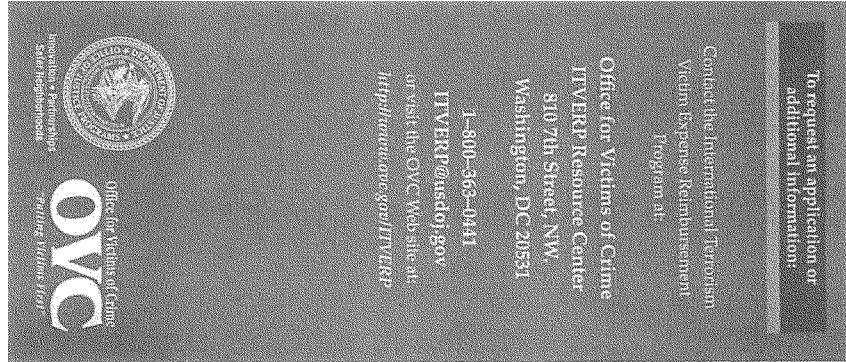 To request an application or
additional information:
Contact the International Terrorism
Victim Expense Reimbursement
Program at:
Office for Victims of Crime
ITVERP Resource Center
810 7th Street, NW.
Washington, DC 20531
1–800–363–0441
ITVERP@usdoj.gov
or visit the OVC Web site at:
http://www.ovc.gov/ITVERP
Innovation • Partnerships
Safer Neighborhoods
Office for Victims of Crime
OVC
"Putting Victims First"